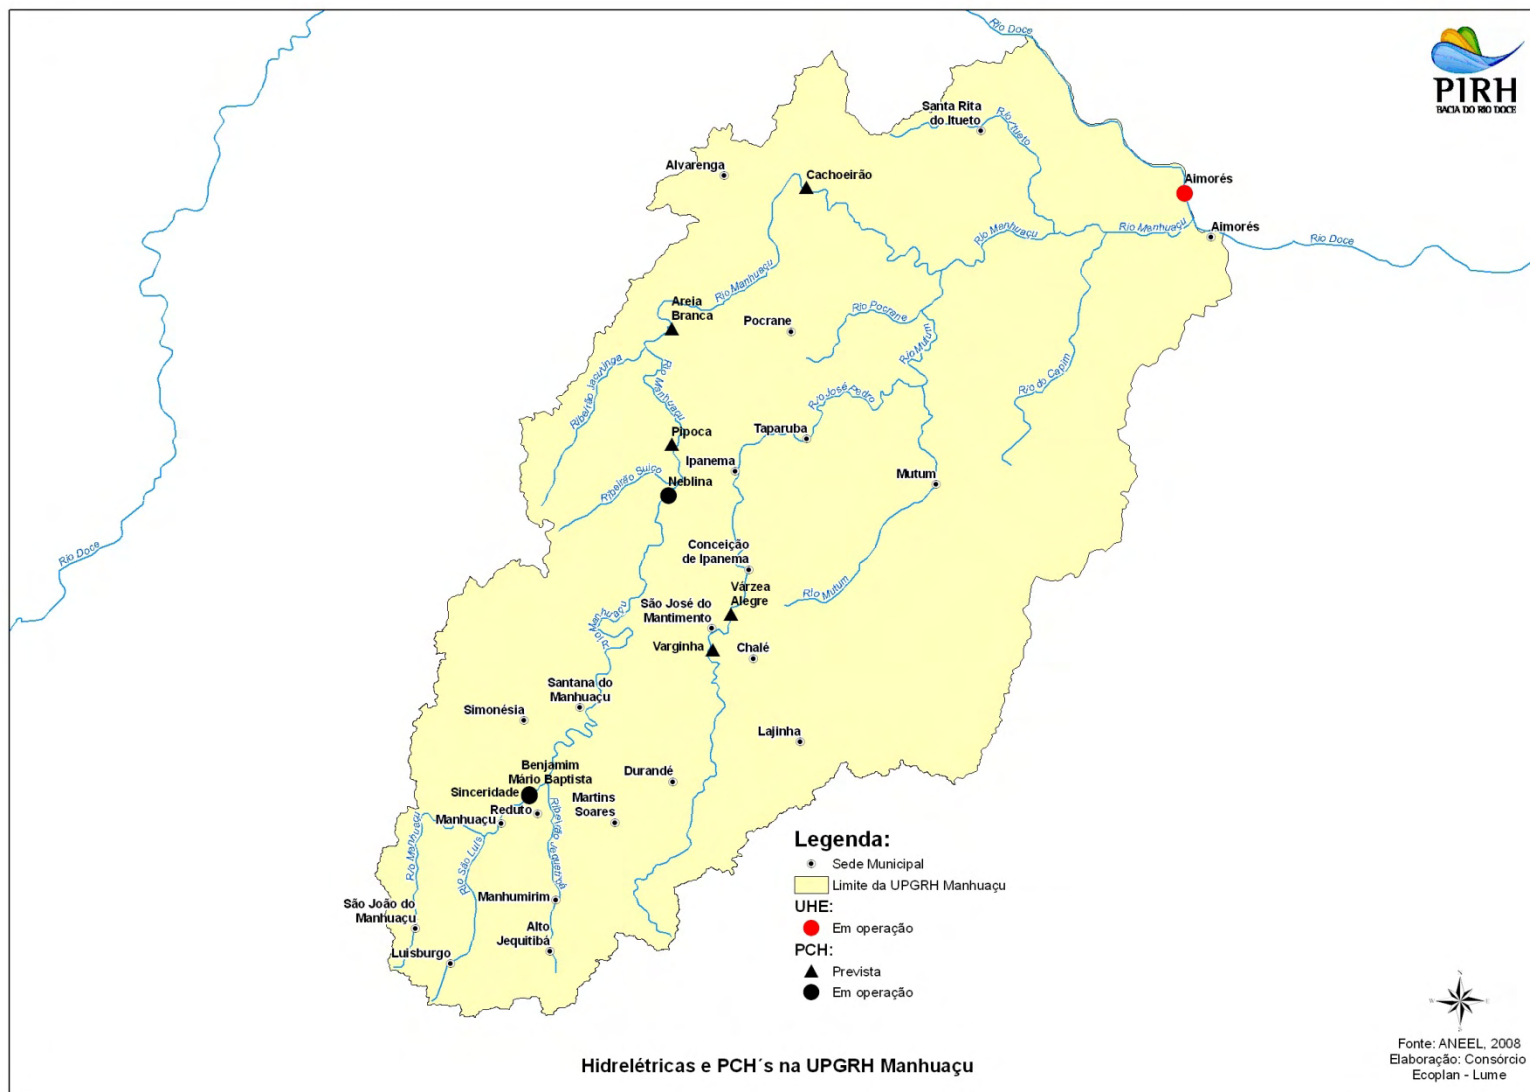 Rio Doce
PIRH
BACIA DO RIO DOCE
Santa Rita
do Itueto
Rio Itueto
Alvarenga
Cachoeirão
Aimorés
Rio Manhuaçu
Rio Manhuaçu
Aimorés
Rio Doce
Rio Manhuaçu
Areia
Branca
Pocrane
Rio Pocrane
Rio Mutum
Rio do Capim
Ribeirão Jacutinga
Rio Manhuaçu
Rio José Pedro
Pipoca
Taparuba
Ipanema
Mutum
Ribeirão Suiço
Neblina
Rio Doce
Conceição
de Ipanema
Várzea
Alegre
Rio Mutum
São José do
Mantimento
Rio Manhuaçu
Varginha
Chalé
Santana do
Manhuaçu
Simonésia
Lajinha
Benjamim
Mário Baptista
Durandé
Sinceridade
Reduto
Martins
Soares
Manhuaçu
Rio Manhuaçu
Rio São Luís
Ribeirão Jequitibá
Manhumirim
São João do
Manhuaçu
Alto
Jequitibá
Luisburgo
Legenda:
Sede Municipal
Limite da UPGRH Manhuaçu
UHE:
Em operação
PCH:
Prevista
Em operação
Hidrelétricas e PCH´s na UPGRH Manhuaçu
N
Fonte: ANEEL, 2008
Elaboração: Consórcio
Ecoplan - Lume